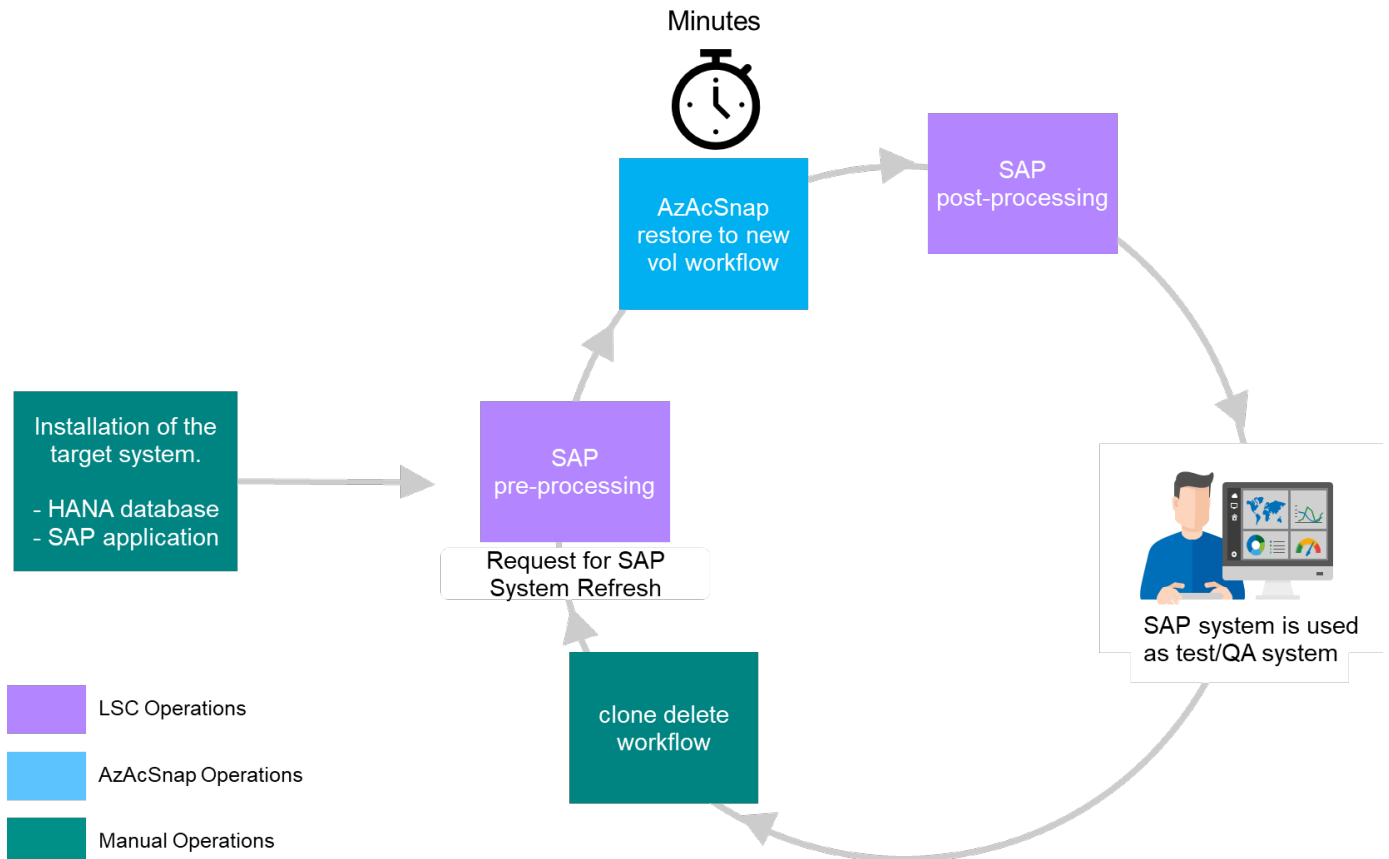 Minutes
AzAcSnap
restore to new
vol workflow
SAP
post-processing
Installation of the
target system.
- HANA database
- SAP application
SAP
pre-processing
Request for SAP
System Refresh
SAP system is used
as test/QA system
clone delete
workflow
LSC Operations
AzAcSnap Operations
Manual Operations